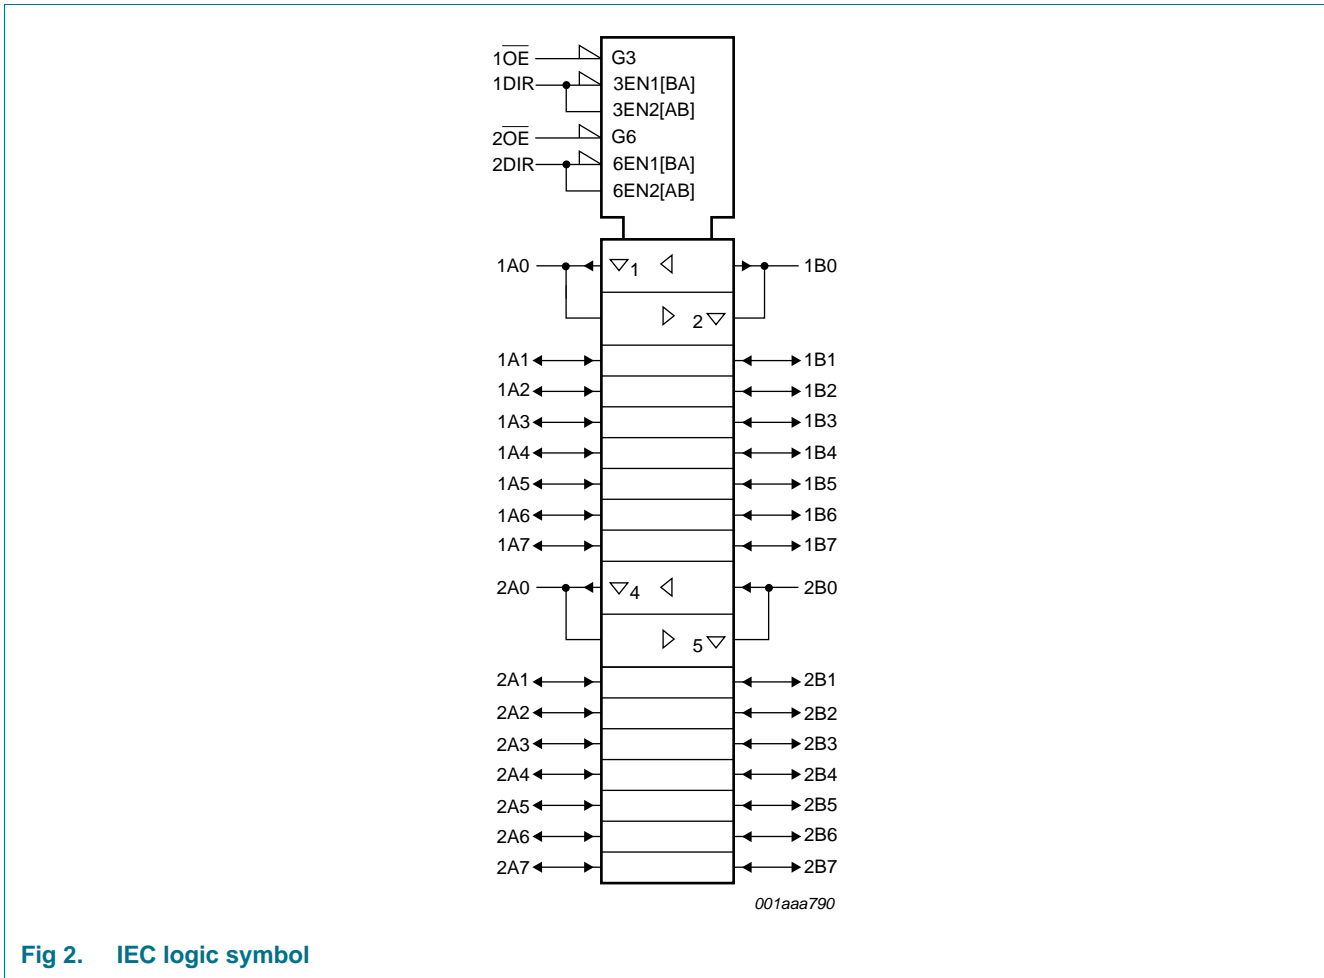 1O̅E̅ G3
1DIR 3EN1[BA]
3EN2[AB]
2O̅E̅ G6
2DIR 6EN1[BA]
6EN2[AB]
1A0 1 1B0
2
1A1 1B1
1A2 1B2
1A3 1B3
1A4 1B4
1A5 1B5
1A6 1B6
1A7 1B7
2A0 4 2B0
5
2A1 2B1
2A2 2B2
2A3 2B3
2A4 2B4
2A5 2B5
2A6 2B6
2A7 2B7
001aaa790
Fig 2. IEC logic symbol